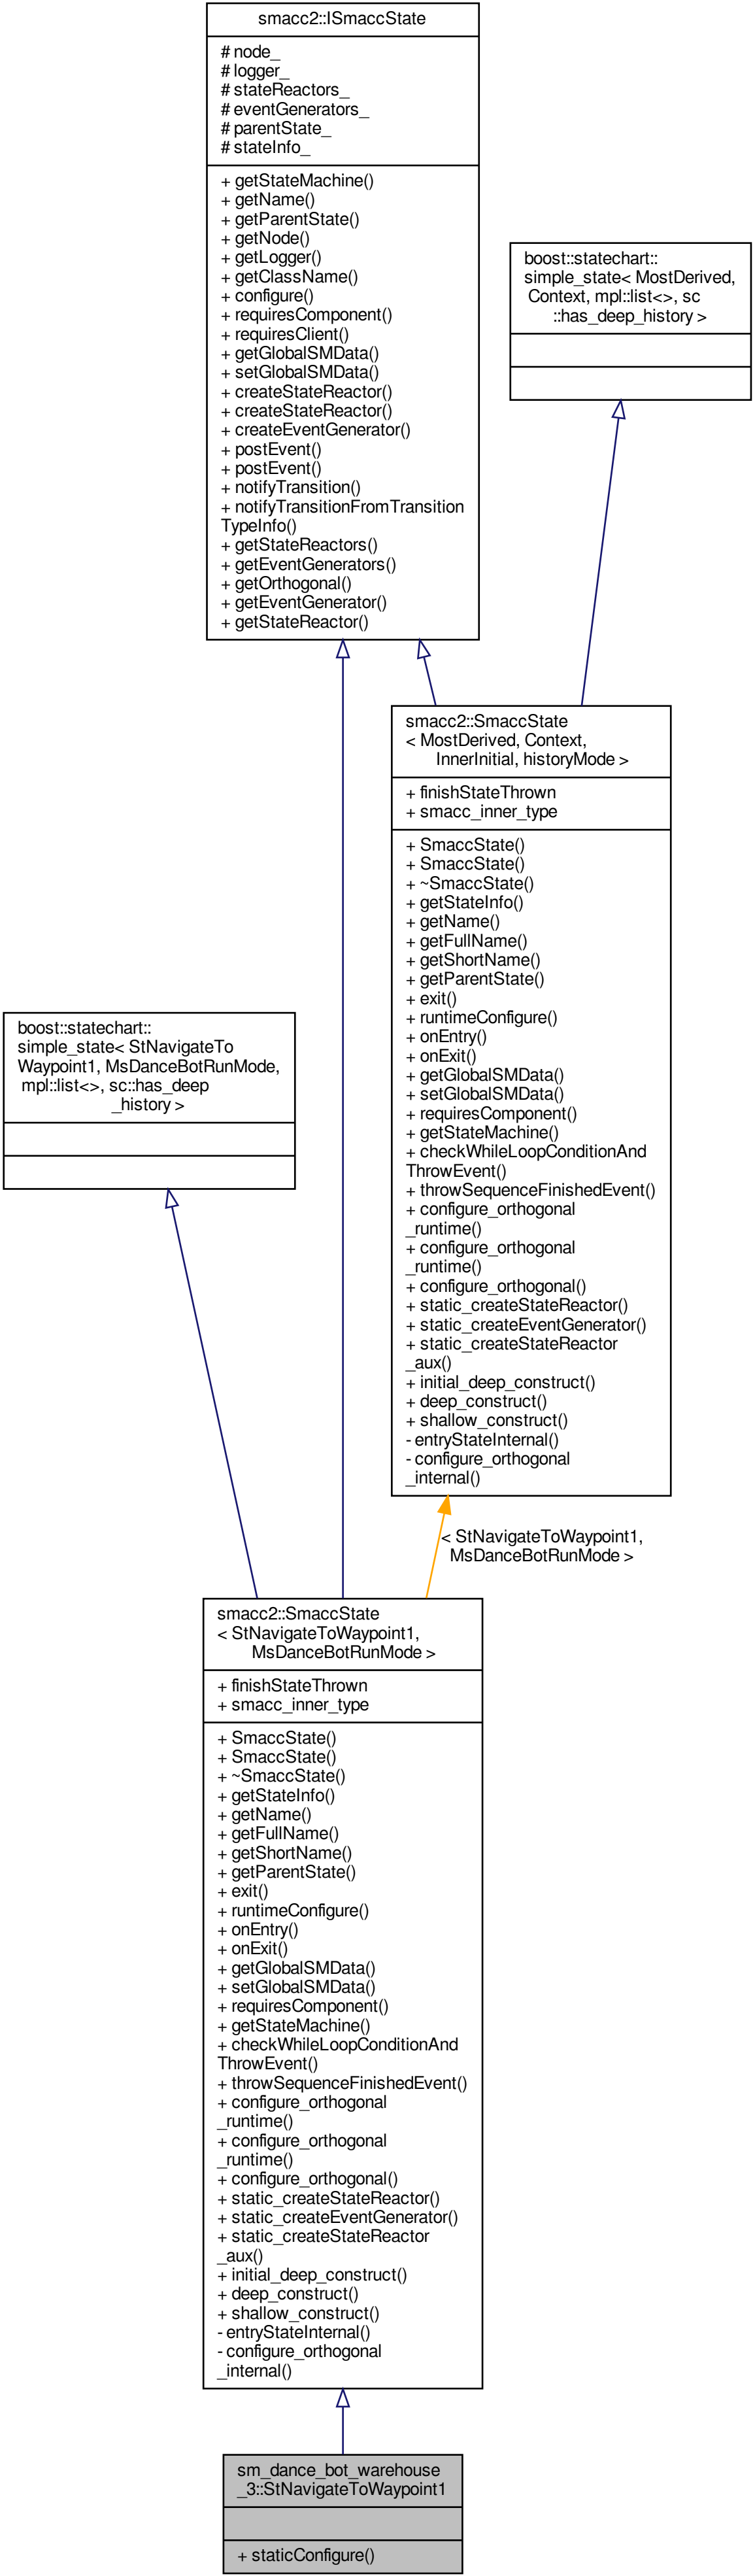 smacc2::ISmaccState
# node_
# logger_
# stateReactors_
# eventGenerators_
# parentState_
# stateInfo_
+ getStateMachine()
+ getName()
+ getParentState()
+ getNode()
+ getLogger()
+ getClassName()
+ configure()
+ requiresComponent()
+ requiresClient()
+ getGlobalSMData()
+ setGlobalSMData()
+ createStateReactor()
+ createStateReactor()
+ createEventGenerator()
+ postEvent()
+ postEvent()
+ notifyTransition()
+ notifyTransitionFromTransition
TypeInfo()
+ getStateReactors()
+ getEventGenerators()
+ getOrthogonal()
+ getEventGenerator()
+ getStateReactor()
boost::statechart::
simple_state< MostDerived,
Context, mpl::list<>, sc
::has_deep_history >
smacc2::SmaccState
< MostDerived, Context,
InnerInitial, historyMode >
+ finishStateThrown
+ smacc_inner_type
+ SmaccState()
+ SmaccState()
+ ~SmaccState()
+ getStateInfo()
+ getName()
+ getFullName()
+ getShortName()
+ getParentState()
+ exit()
+ runtimeConfigure()
+ onEntry()
+ onExit()
+ getGlobalSMData()
+ setGlobalSMData()
+ requiresComponent()
+ getStateMachine()
+ checkWhileLoopConditionAnd
ThrowEvent()
+ throwSequenceFinishedEvent()
+ configure_orthogonal
_runtime()
+ configure_orthogonal
_runtime()
+ configure_orthogonal()
+ static_createStateReactor()
+ static_createEventGenerator()
+ static_createStateReactor
_aux()
+ initial_deep_construct()
+ deep_construct()
+ shallow_construct()
- entryStateInternal()
- configure_orthogonal
_internal()
boost::statechart::
simple_state< StNavigateTo
Waypoint1, MsDanceBotRunMode,
mpl::list<>, sc::has_deep
_history >
< StNavigateToWaypoint1,
MsDanceBotRunMode >
smacc2::SmaccState
< StNavigateToWaypoint1,
MsDanceBotRunMode >
+ finishStateThrown
+ smacc_inner_type
+ SmaccState()
+ SmaccState()
+ ~SmaccState()
+ getStateInfo()
+ getName()
+ getFullName()
+ getShortName()
+ getParentState()
+ exit()
+ runtimeConfigure()
+ onEntry()
+ onExit()
+ getGlobalSMData()
+ setGlobalSMData()
+ requiresComponent()
+ getStateMachine()
+ checkWhileLoopConditionAnd
ThrowEvent()
+ throwSequenceFinishedEvent()
+ configure_orthogonal
_runtime()
+ configure_orthogonal
_runtime()
+ configure_orthogonal()
+ static_createStateReactor()
+ static_createEventGenerator()
+ static_createStateReactor
_aux()
+ initial_deep_construct()
+ deep_construct()
+ shallow_construct()
- entryStateInternal()
- configure_orthogonal
_internal()
sm_dance_bot_warehouse
_3::StNavigateToWaypoint1
+ staticConfigure()